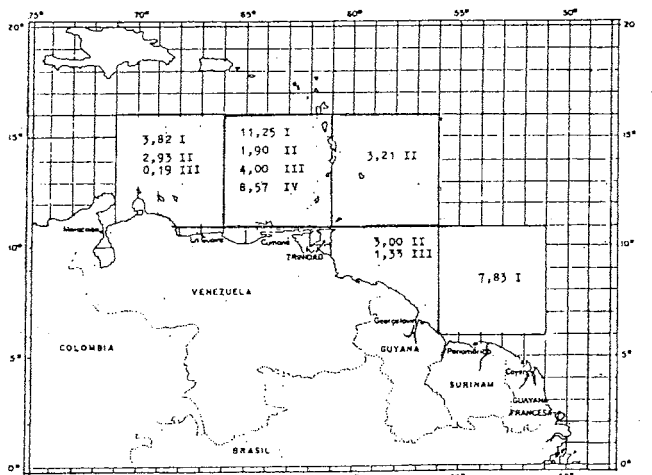 75° 70° 65° 60° 55° 50°
20° 20
15° 15
3,82 I
2,93 II
0,19 III
11,25 I
1,90 II
4,00 III
8,57 IV
3,21 II
10° 10
Maracaibo
La Guaira
Cumaná
TRINIDAD
3,00 II
1,33 III
7,83 I
VENEZUELA
Georgetown
COLOMBIA
GUYANA
Paramaribo
5° 5°
Cayena
SURINAM
GUAYANA
FRANCESA
BRASIL
0° 0°